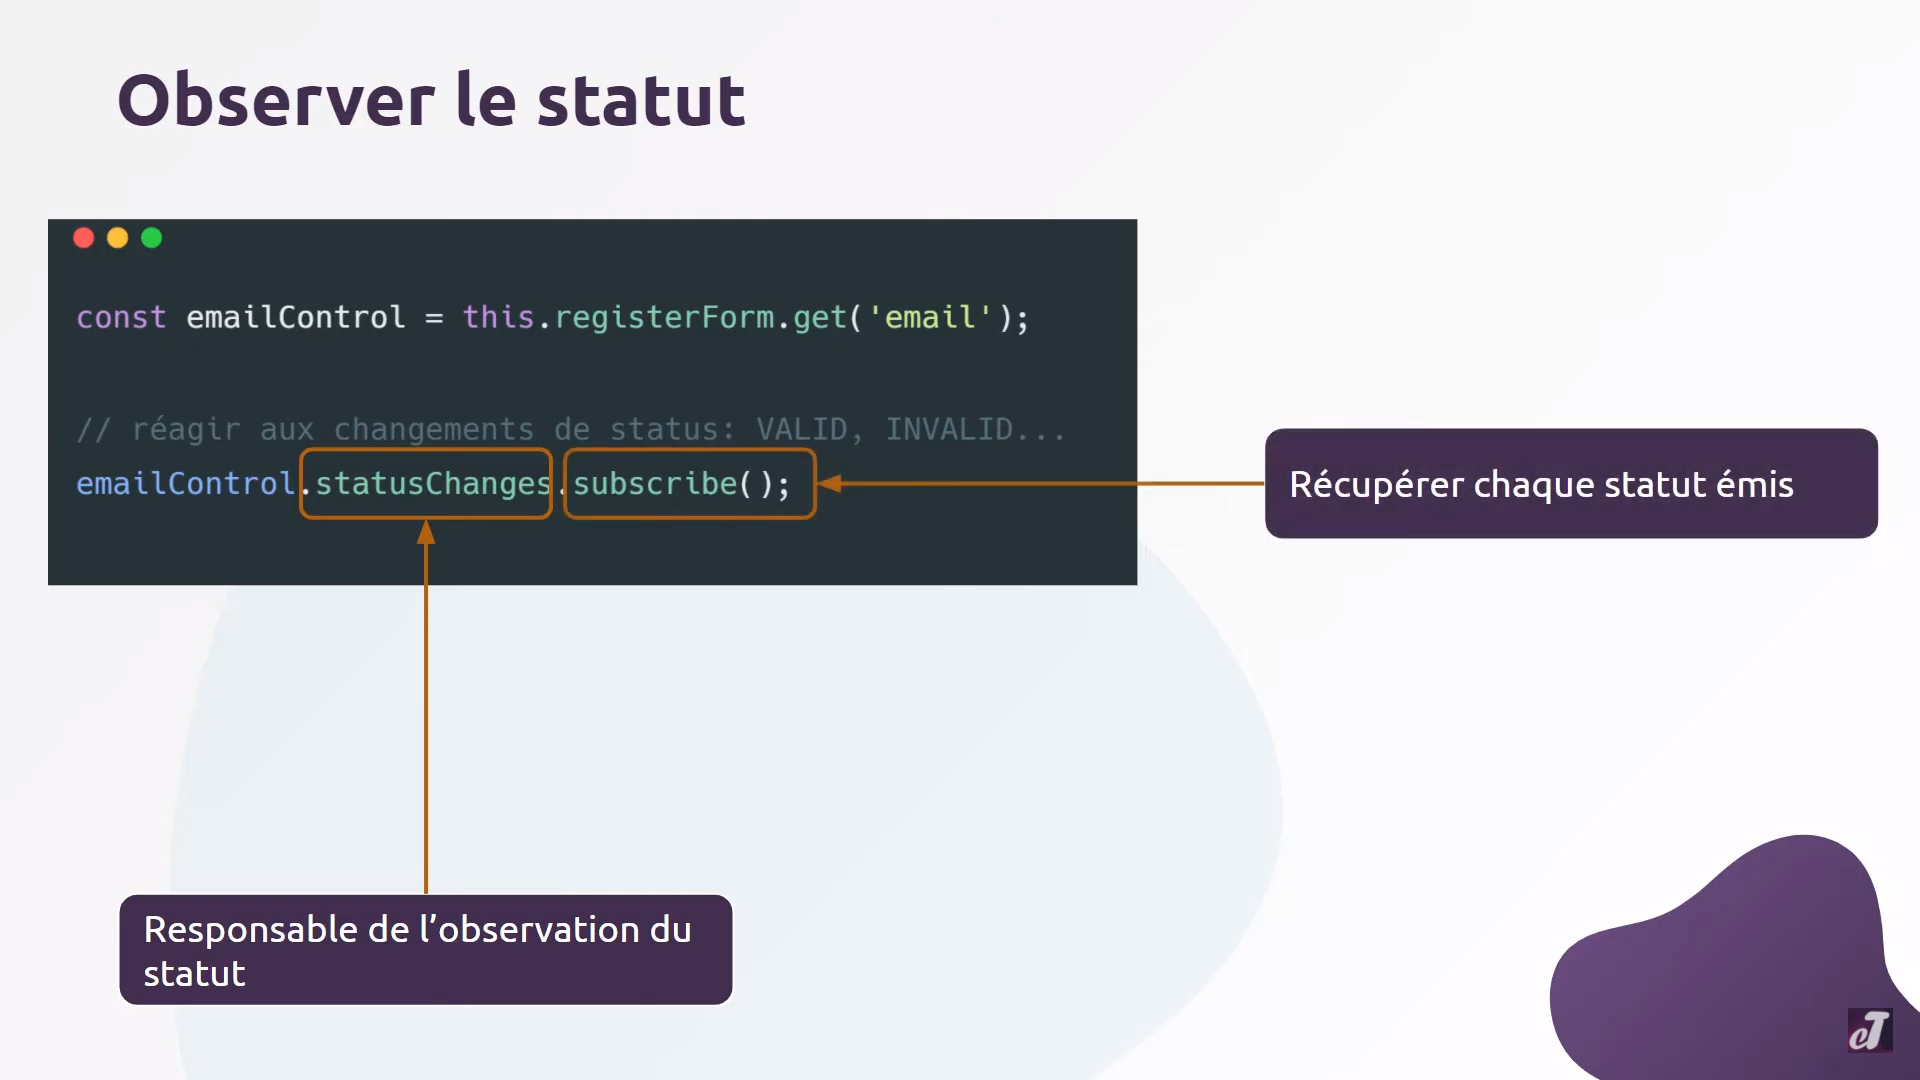 Observer le statut
const emailControl = this.registerForm.get('email');
// réagir aux changements de status: VALID, INVALID...
emailControl.statusChanges.subscribe();
Récupérer chaque statut émis
Responsable de l’observation du
statut
eT